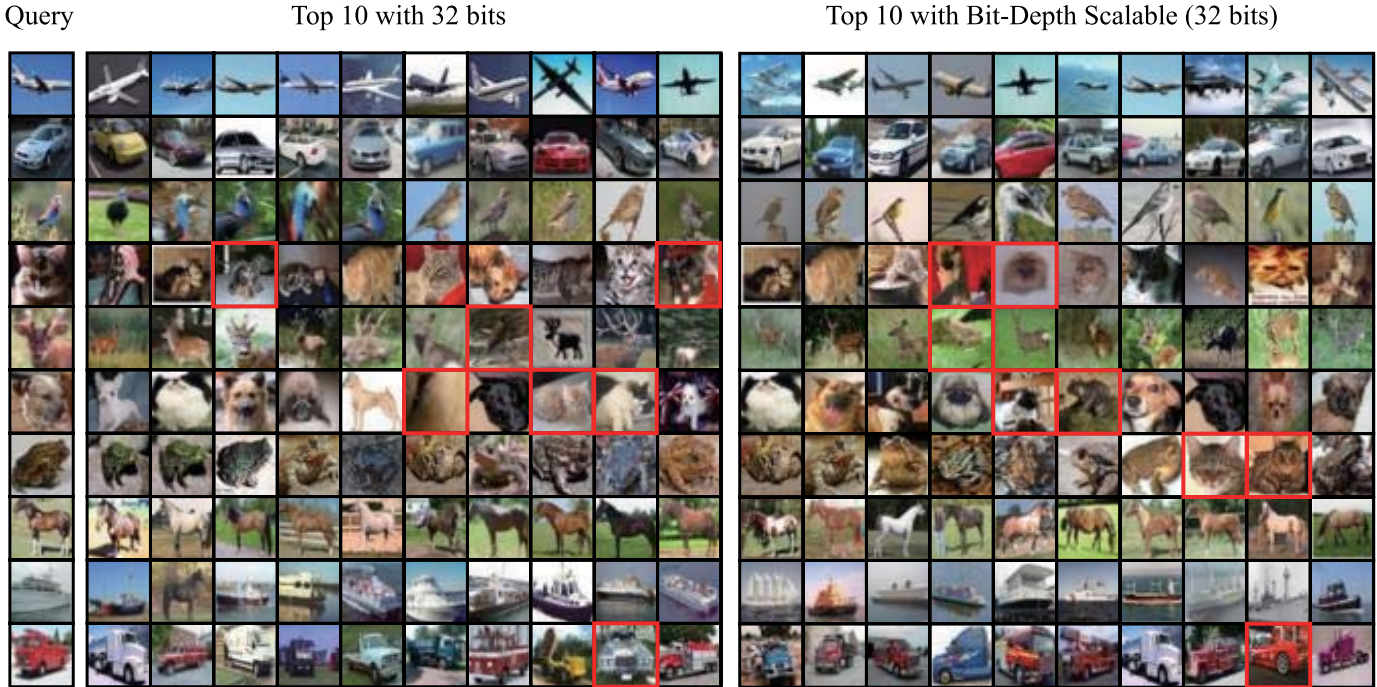 Query
Top 10 with 32 bits
Top 10 with Bit-Depth Scalable (32 bits)